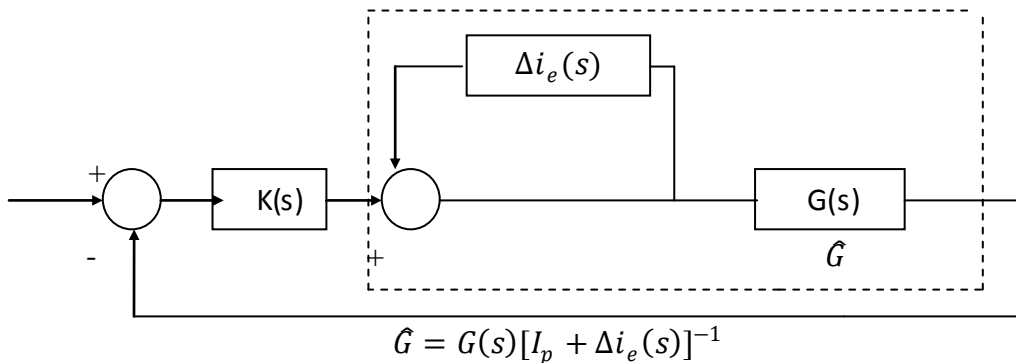 Δi_e(s)
+
K(s)
G(s)
-
+
Ĝ
Ĝ = G(s)[I_p + Δi_e(s)]^{-1}